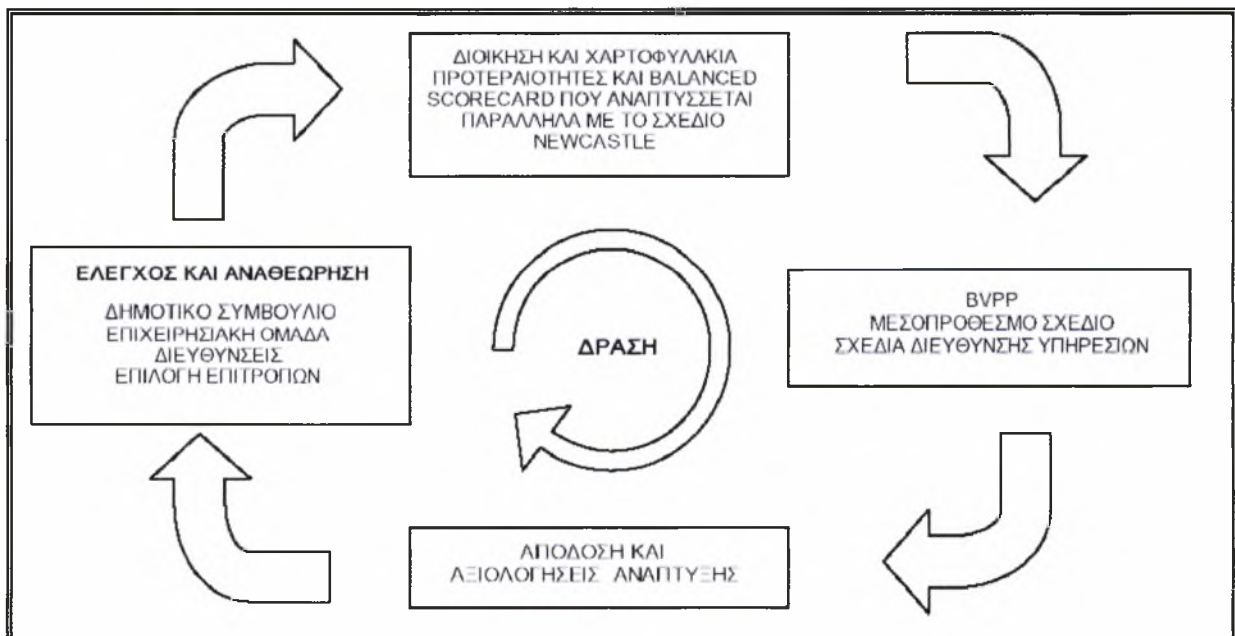 ΔΙΟΙΚΗΣΗ ΚΑΙ ΧΑΡΤΟΦΥΛΑΚΙΑ
ΠΡΟΤΕΡΑΙΟΤΗΤΕΣ ΚΑΙ BALANCED
SCORECARD ΠΟΥ ΑΝΑΠΤΥΣΣΕΤΑΙ
ΠΑΡΑΛΛΗΛΑ ΜΕ ΤΟ ΣΧΕΔΙΟ
NEWCASTLE
ΕΛΕΓΧΟΣ ΚΑΙ ΑΝΑΘΕΩΡΗΣΗ
ΔΗΜΟΤΙΚΟ ΣΥΜΒΟΥΛΙΟ
ΕΠΙΧΕΙΡΗΣΙΑΚΗ ΟΜΑΔΑ
ΔΙΕΥΘΥΝΣΕΙΣ
ΕΠΙΛΟΓΗ ΕΠΙΤΡΟΠΩΝ
ΔΡΑΣΗ
BVPP
ΜΕΣΟΠΡΟΘΕΣΜΟ ΣΧΕΔΙΟ
ΣΧΕΔΙΑ ΔΙΕΥΘΥΝΣΗΣ ΥΠΗΡΕΣΙΩΝ
ΑΠΟΔΟΣΗ ΚΑΙ
ΑΞΙΟΛΟΓΗΣΕΙΣ ΑΝΑΠΤΥΞΗΣ